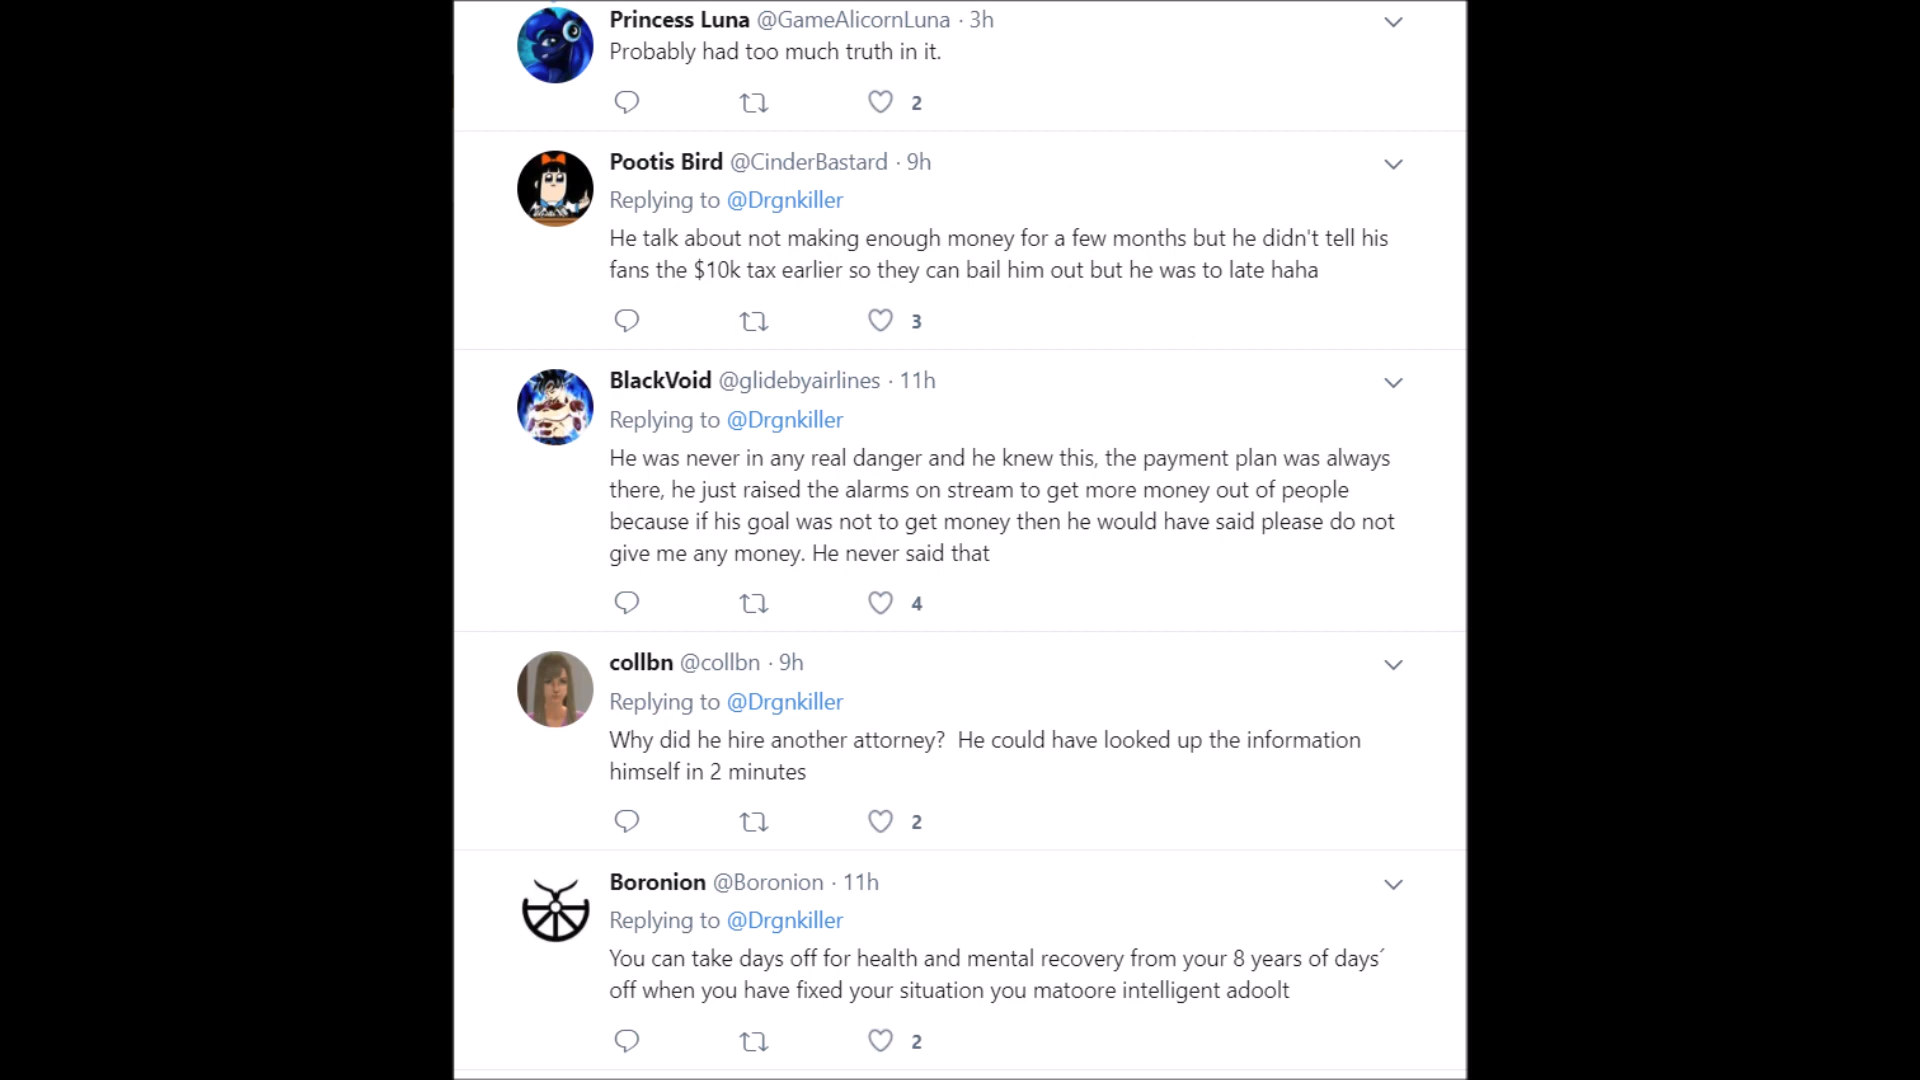 Princess Luna @GameAlicornLuna · 3h
Probably had too much truth in it.
2
Pootis Bird @CinderBastard · 9h
Replying to @Drgnkiller
He talk about not making enough money for a few months but he didn't tell his
fans the $10k tax earlier so they can bail him out but he was to late haha
3
BlackVoid @glidebyairlines · 11h
Replying to @Drgnkiller
He was never in any real danger and he knew this, the payment plan was always
there, he just raised the alarms on stream to get more money out of people
because if his goal was not to get money then he would have said please do not
give me any money. He never said that
4
collbn @collbn · 9h
Replying to @Drgnkiller
Why did he hire another attorney?  He could have looked up the information
himself in 2 minutes
2
Boronion @Boronion · 11h
Replying to @Drgnkiller
You can take days off for health and mental recovery from your 8 years of days´
off when you have fixed your situation you matoore intelligent adoolt
2